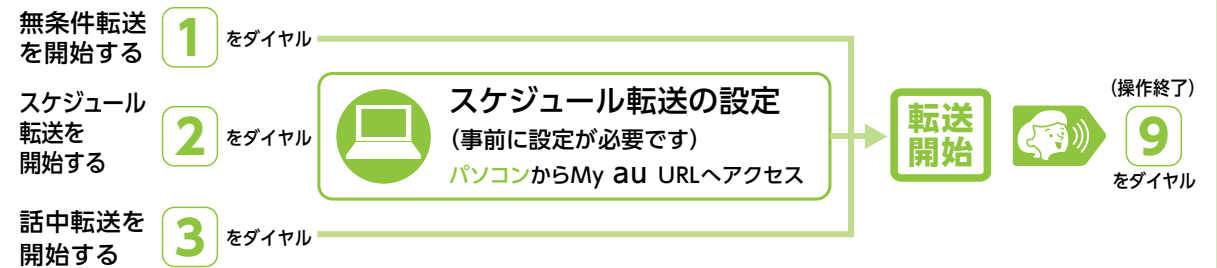 無条件転送
を開始する
1 をダイヤル
スケジュール
転送を
開始する
2 をダイヤル
スケジュール転送の設定
(事前に設定が必要です)
パソコンからMy au URLへアクセス
話中転送を
開始する
3 をダイヤル
転送
開始
(操作終了)
9
をダイヤル